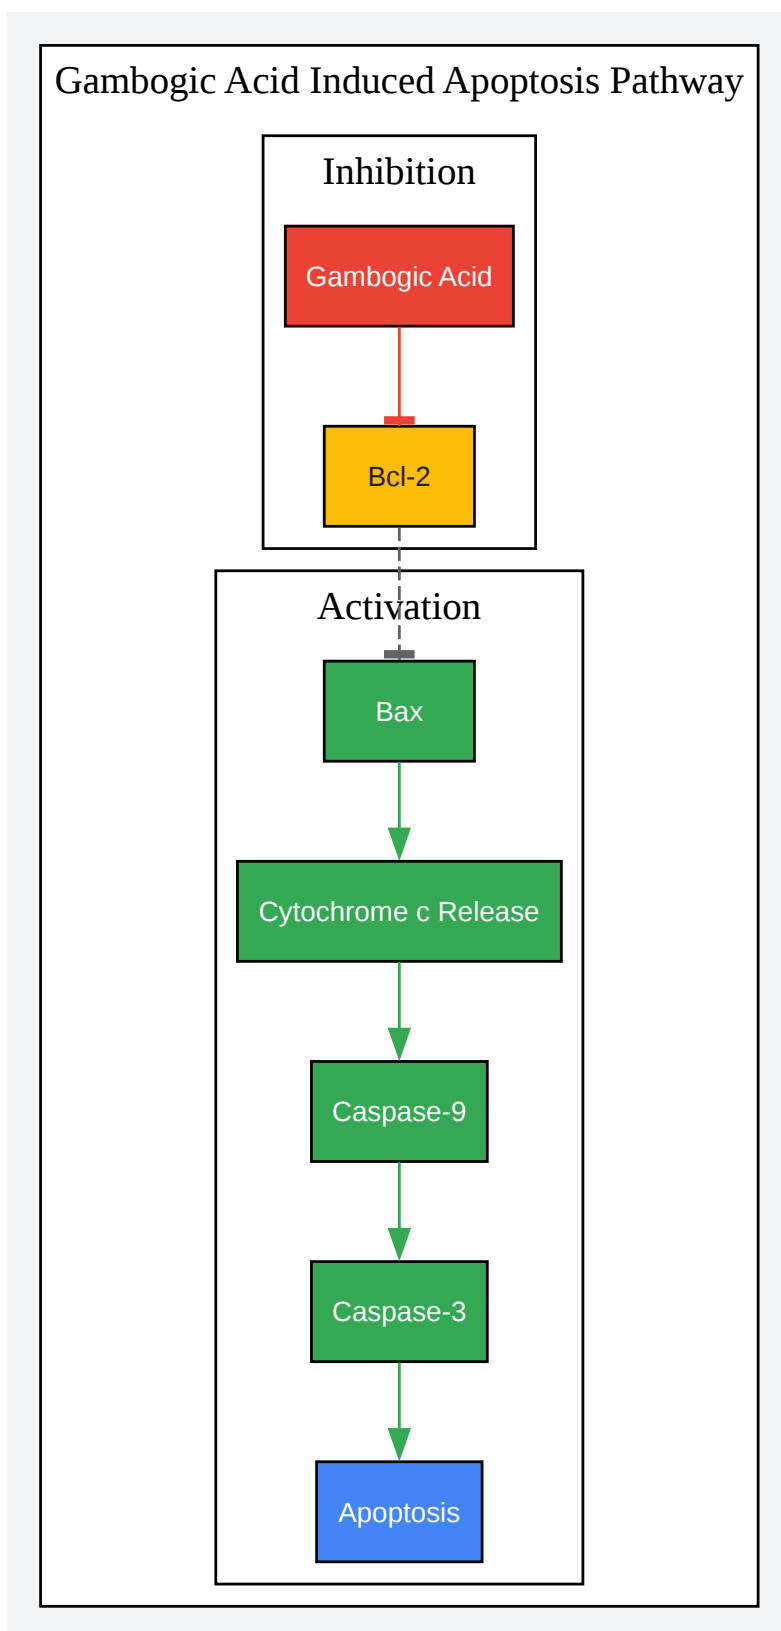 Gambogic Acid Induced Apoptosis Pathway
Inhibition
Gambogic Acid
Bcl-2
Activation
Bax
Cytochrome c Release
Caspase-9
Caspase-3
Apoptosis